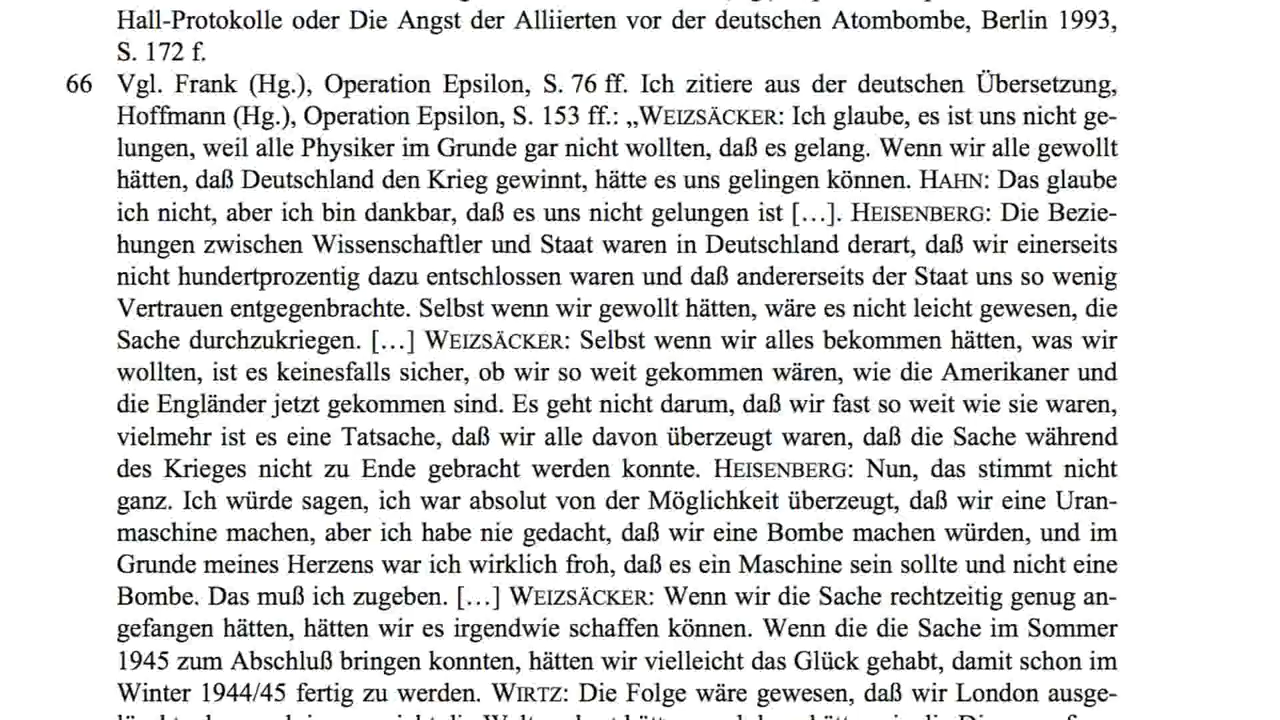 Hall-Protokolle oder Die Angst der Alliierten vor der deutschen Atombombe, Berlin 1993,
S. 172 f.
66 Vgl. Frank (Hg.), Operation Epsilon, S. 76 ff. Ich zitiere aus der deutschen Übersetzung,
Hoffmann (Hg.), Operation Epsilon, S. 153 ff.: „WEIZSÄCKER: Ich glaube, es ist uns nicht ge-
lungen, weil alle Physiker im Grunde gar nicht wollten, daß es gelang. Wenn wir alle gewollt
hätten, daß Deutschland den Krieg gewinnt, hätte es uns gelingen können. HAHN: Das glaube
ich nicht, aber ich bin dankbar, daß es uns nicht gelungen ist […]. HEISENBERG: Die Bezie-
hungen zwischen Wissenschaftler und Staat waren in Deutschland derart, daß wir einerseits
nicht hundertprozentig dazu entschlossen waren und daß andererseits der Staat uns so wenig
Vertrauen entgegenbrachte. Selbst wenn wir gewollt hätten, wäre es nicht leicht gewesen, die
Sache durchzukriegen. […] WEIZSÄCKER: Selbst wenn wir alles bekommen hätten, was wir
wollten, ist es keinesfalls sicher, ob wir so weit gekommen wären, wie die Amerikaner und
die Engländer jetzt gekommen sind. Es geht nicht darum, daß wir fast so weit wie sie waren,
vielmehr ist es eine Tatsache, daß wir alle davon überzeugt waren, daß die Sache während
des Krieges nicht zu Ende gebracht werden konnte. HEISENBERG: Nun, das stimmt nicht
ganz. Ich würde sagen, ich war absolut von der Möglichkeit überzeugt, daß wir eine Uran-
maschine machen, aber ich habe nie gedacht, daß wir eine Bombe machen würden, und im
Grunde meines Herzens war ich wirklich froh, daß es ein Maschine sein sollte und nicht eine
Bombe. Das muß ich zugeben. […] WEIZSÄCKER: Wenn wir die Sache rechtzeitig genug an-
gefangen hätten, hätten wir es irgendwie schaffen können. Wenn die die Sache im Sommer
1945 zum Abschluß bringen konnten, hätten wir vielleicht das Glück gehabt, damit schon im
Winter 1944/45 fertig zu werden. WIRTZ: Die Folge wäre gewesen, daß wir London ausge-